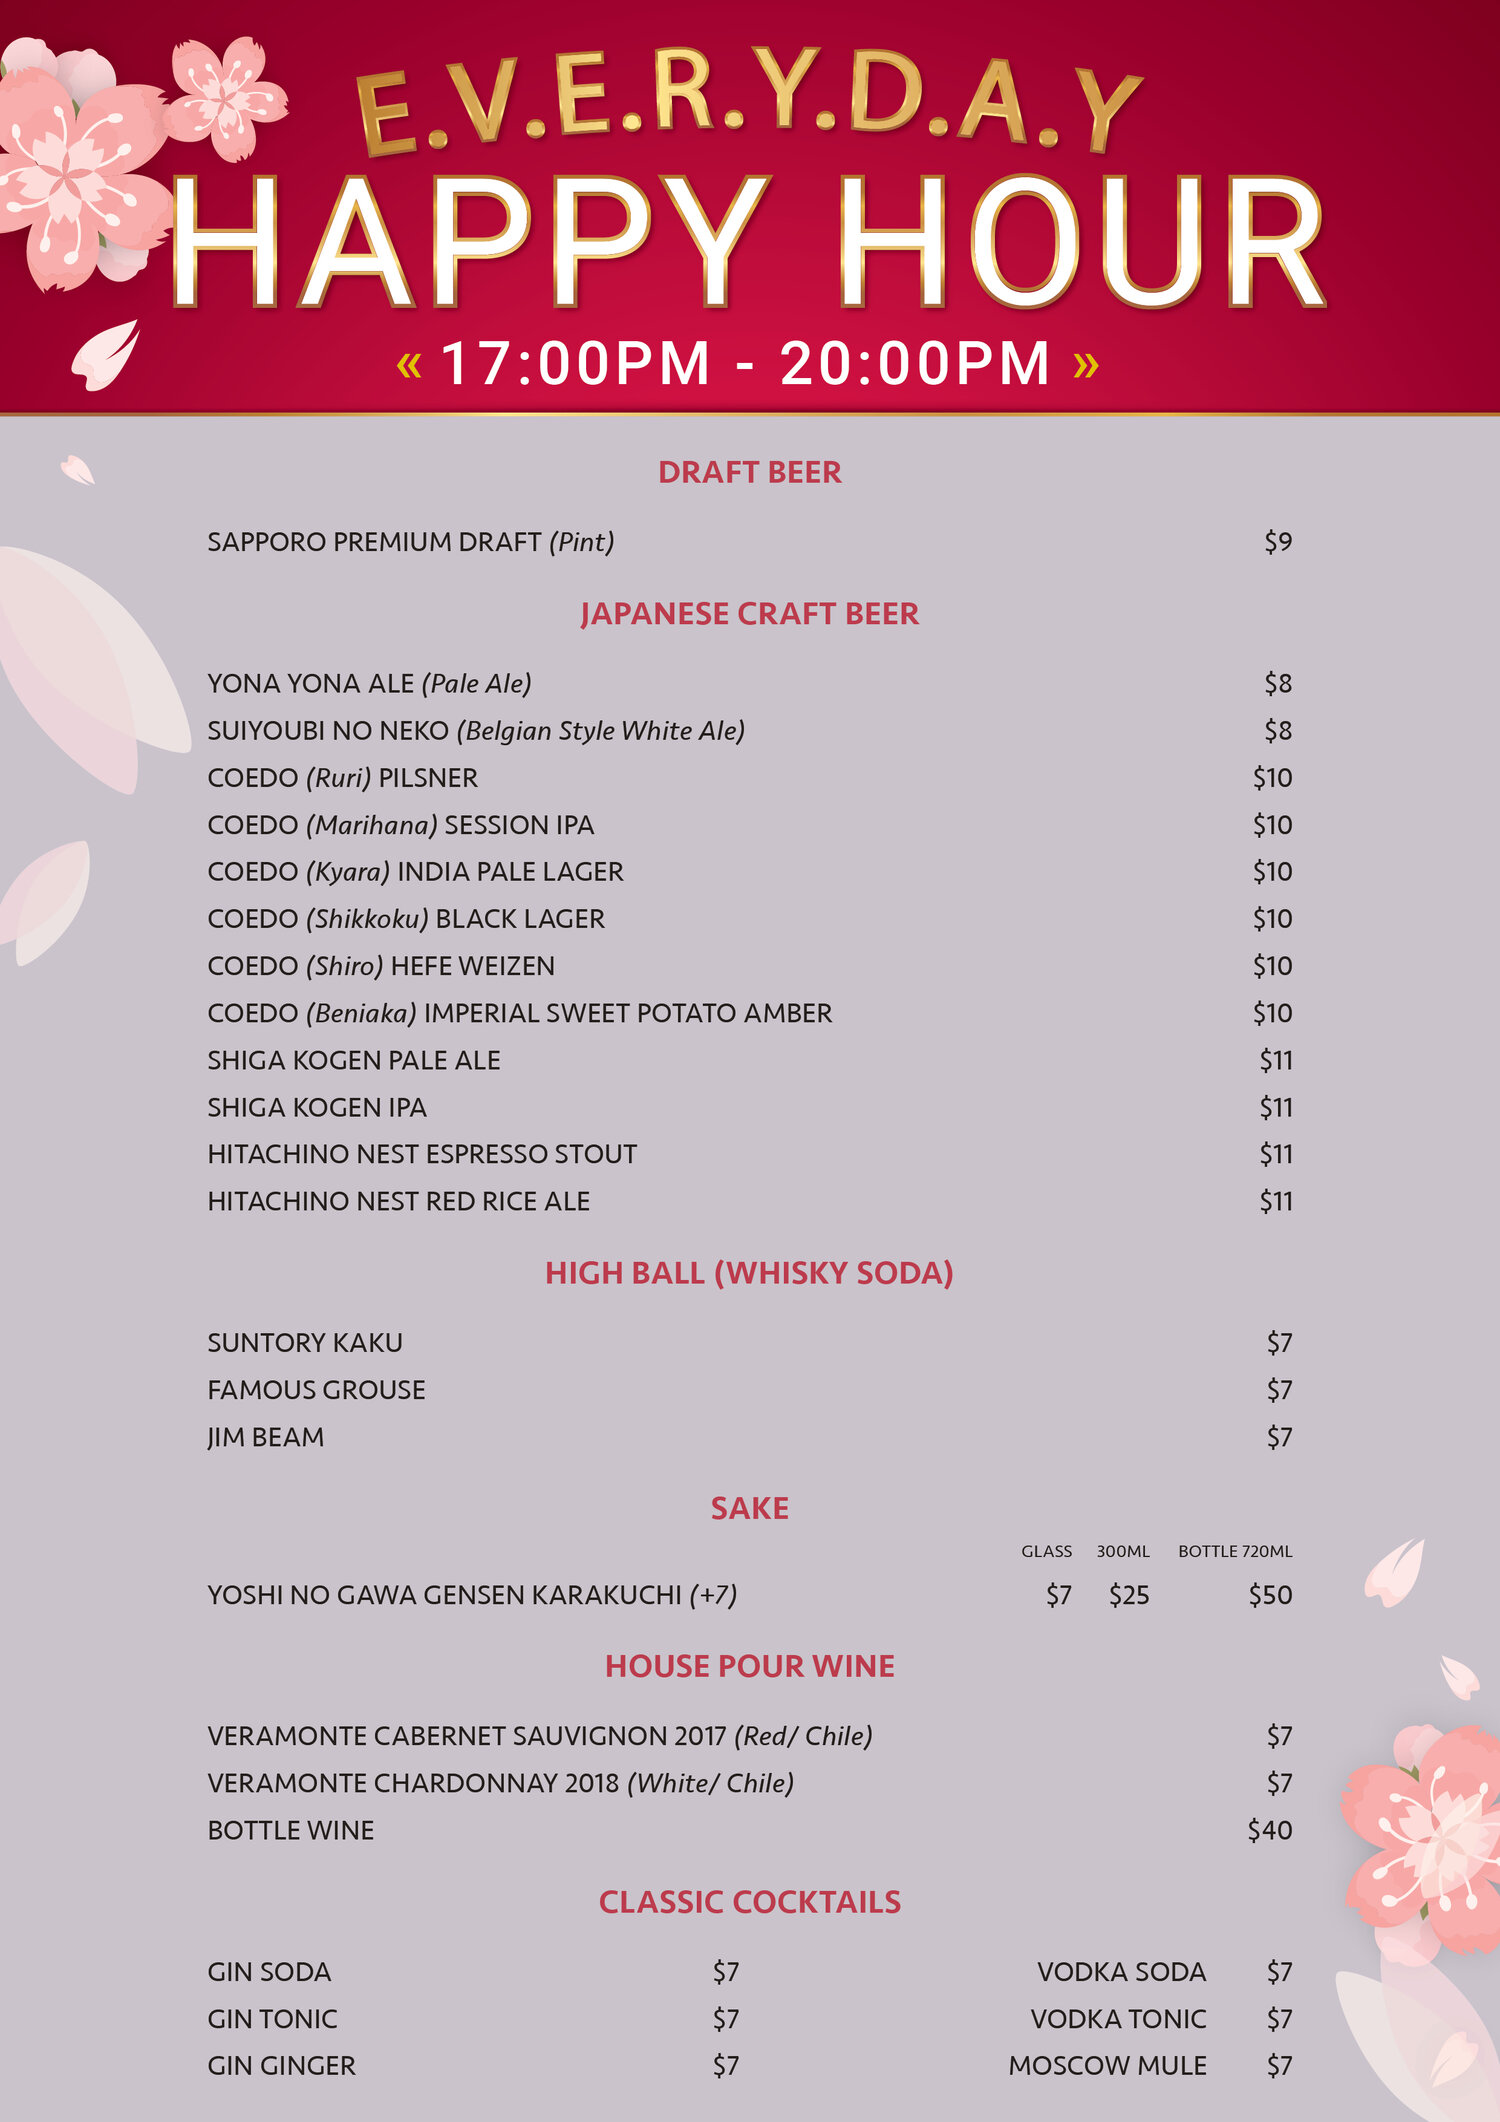 E.V.E.R.Y.D.A.Y
HAPPY HOUR
« 17:00PM - 20:00PM »
DRAFT BEER
SAPPORO PREMIUM DRAFT (Pint) $9
JAPANESE CRAFT BEER
YONA YONA ALE (Pale Ale) $8
SUIYOUBI NO NEKO (Belgian Style White Ale) $8
COEDO (Ruri) PILSNER $10
COEDO (Marihana) SESSION IPA $10
COEDO (Kyara) INDIA PALE LAGER $10
COEDO (Shikkoku) BLACK LAGER $10
COEDO (Shiro) HEFE WEIZEN $10
COEDO (Beniaka) IMPERIAL SWEET POTATO AMBER $10
SHIGA KOGEN PALE ALE $11
SHIGA KOGEN IPA $11
HITACHINO NEST ESPRESSO STOUT $11
HITACHINO NEST RED RICE ALE $11
HIGH BALL (WHISKY SODA)
SUNTORY KAKU $7
FAMOUS GROUSE $7
JIM BEAM $7
SAKE
GLASS 300ML BOTTLE 720ML
YOSHI NO GAWA GENSEN KARAKUCHI (+7) $7 $25 $50
HOUSE POUR WINE
VERAMONTE CABERNET SAUVIGNON 2017 (Red/ Chile) $7
VERAMONTE CHARDONNAY 2018 (White/ Chile) $7
BOTTLE WINE $40
CLASSIC COCKTAILS
GIN SODA $7 VODKA SODA $7
GIN TONIC $7 VODKA TONIC $7
GIN GINGER $7 MOSCOW MULE $7